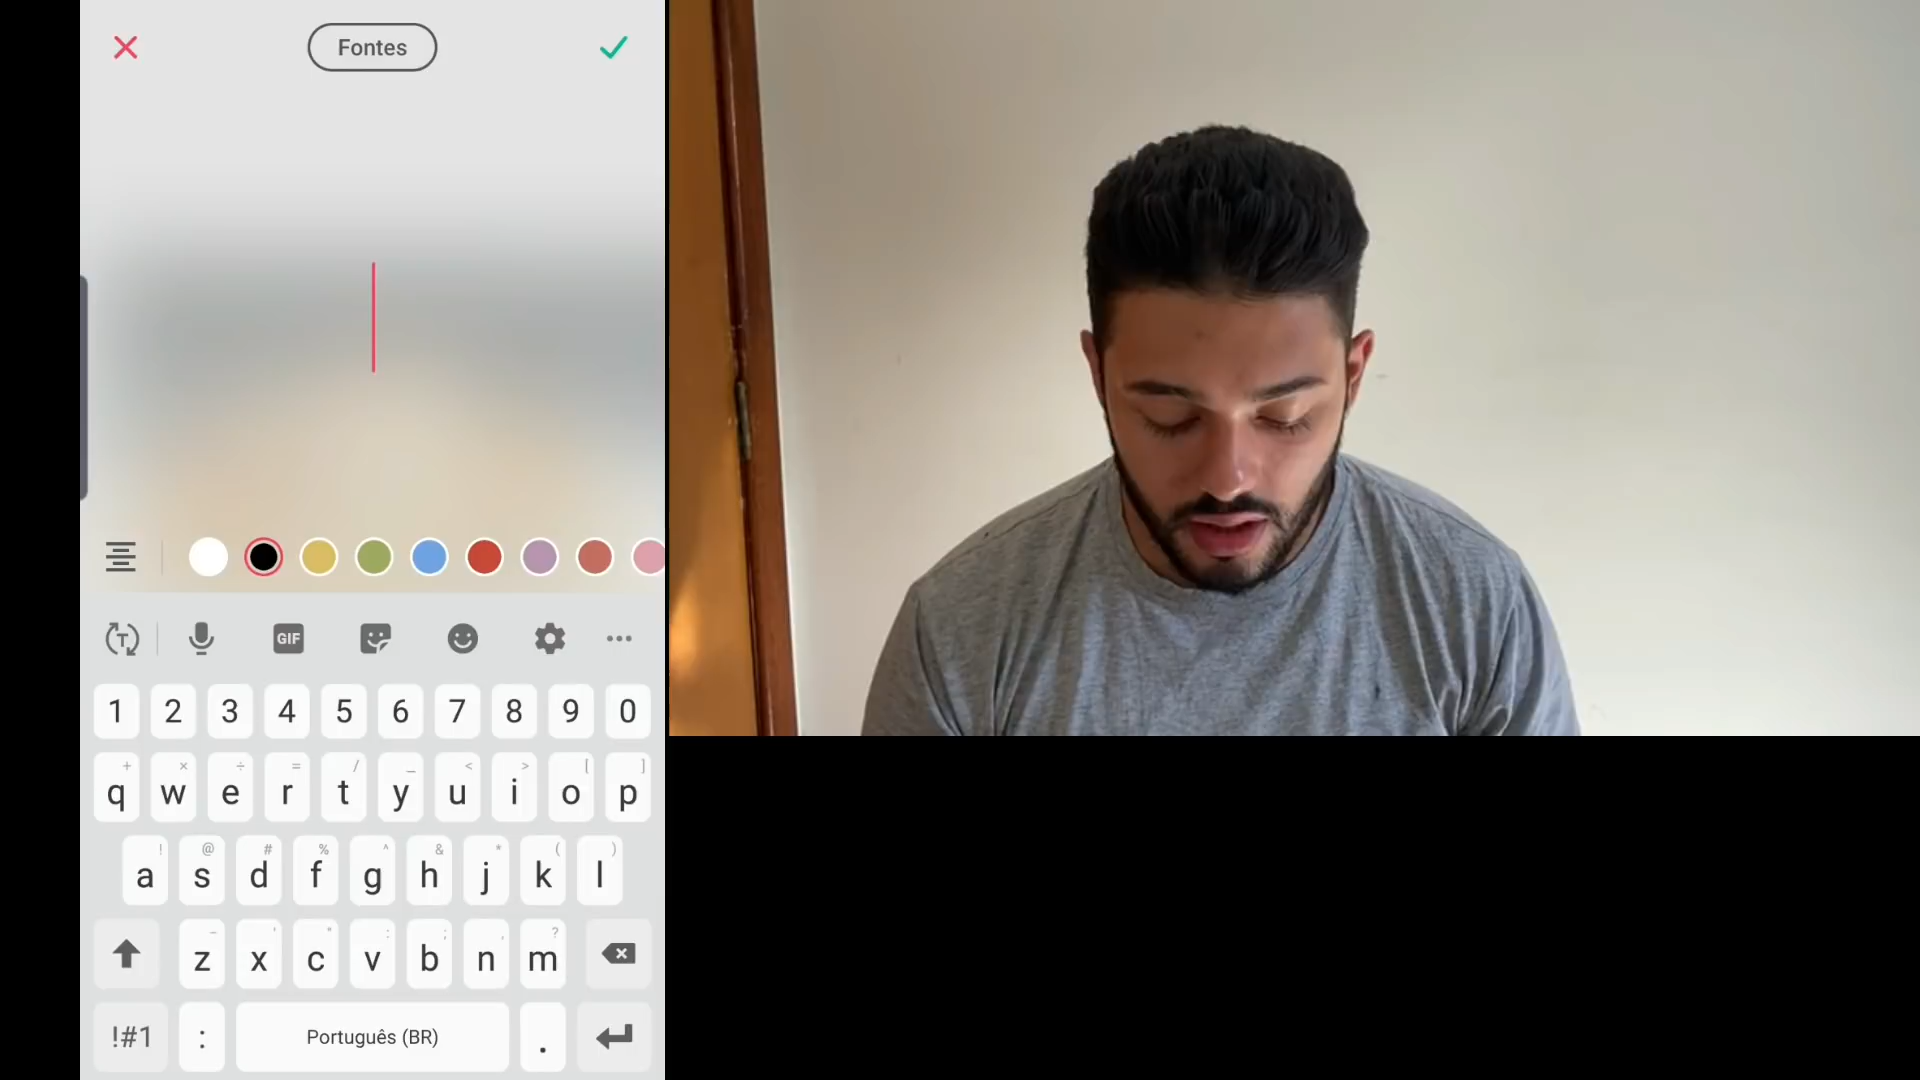 Fontes
GIF
1 2 3 4 5 6 7 8 9 0
+ × ÷ = / _ < > [ ]
q w e r t y u i o p
! @ # % ^ & * ( )
a s d f g h j k l
- ' " : ; , ?
z x c v b n m
!#1 : Português (BR) .